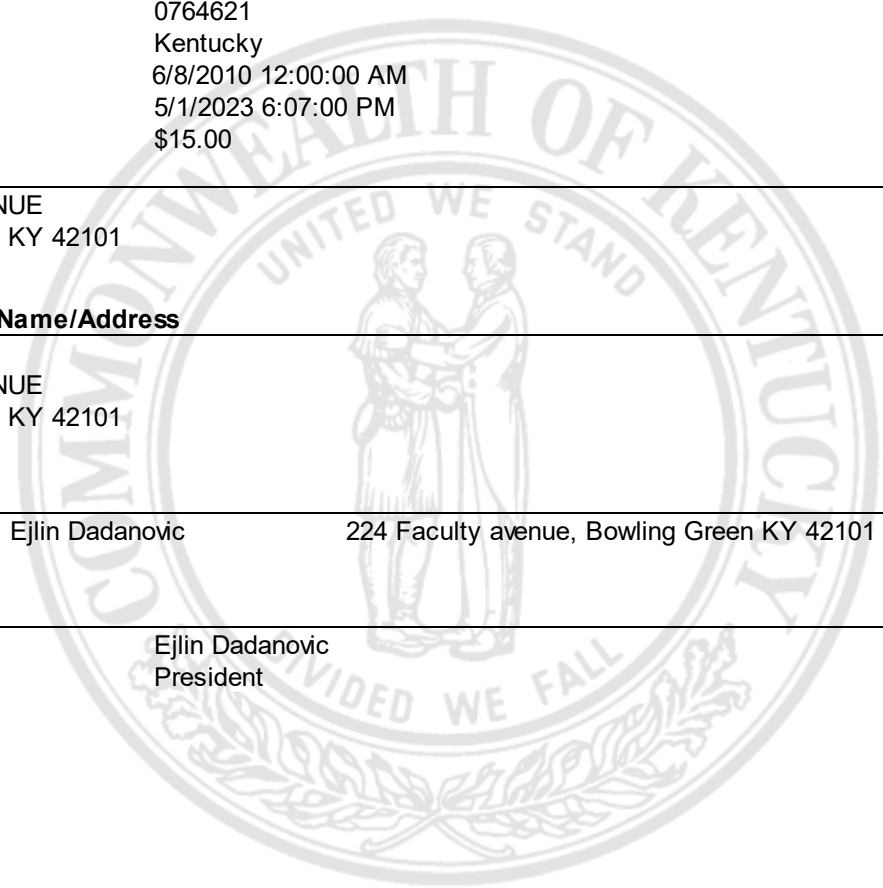 0764621
Kentucky
6/8/2010 12:00:00 AM
5/1/2023 6:07:00 PM
$15.00
NUE
KY 42101
Name/Address
NUE
KY 42101
Ejlin Dadanovic 224 Faculty avenue, Bowling Green KY 42101
Ejlin Dadanovic
President
COMMONWEALTH OF KENTUCKY
UNITED WE STAND
DIVIDED WE FALL